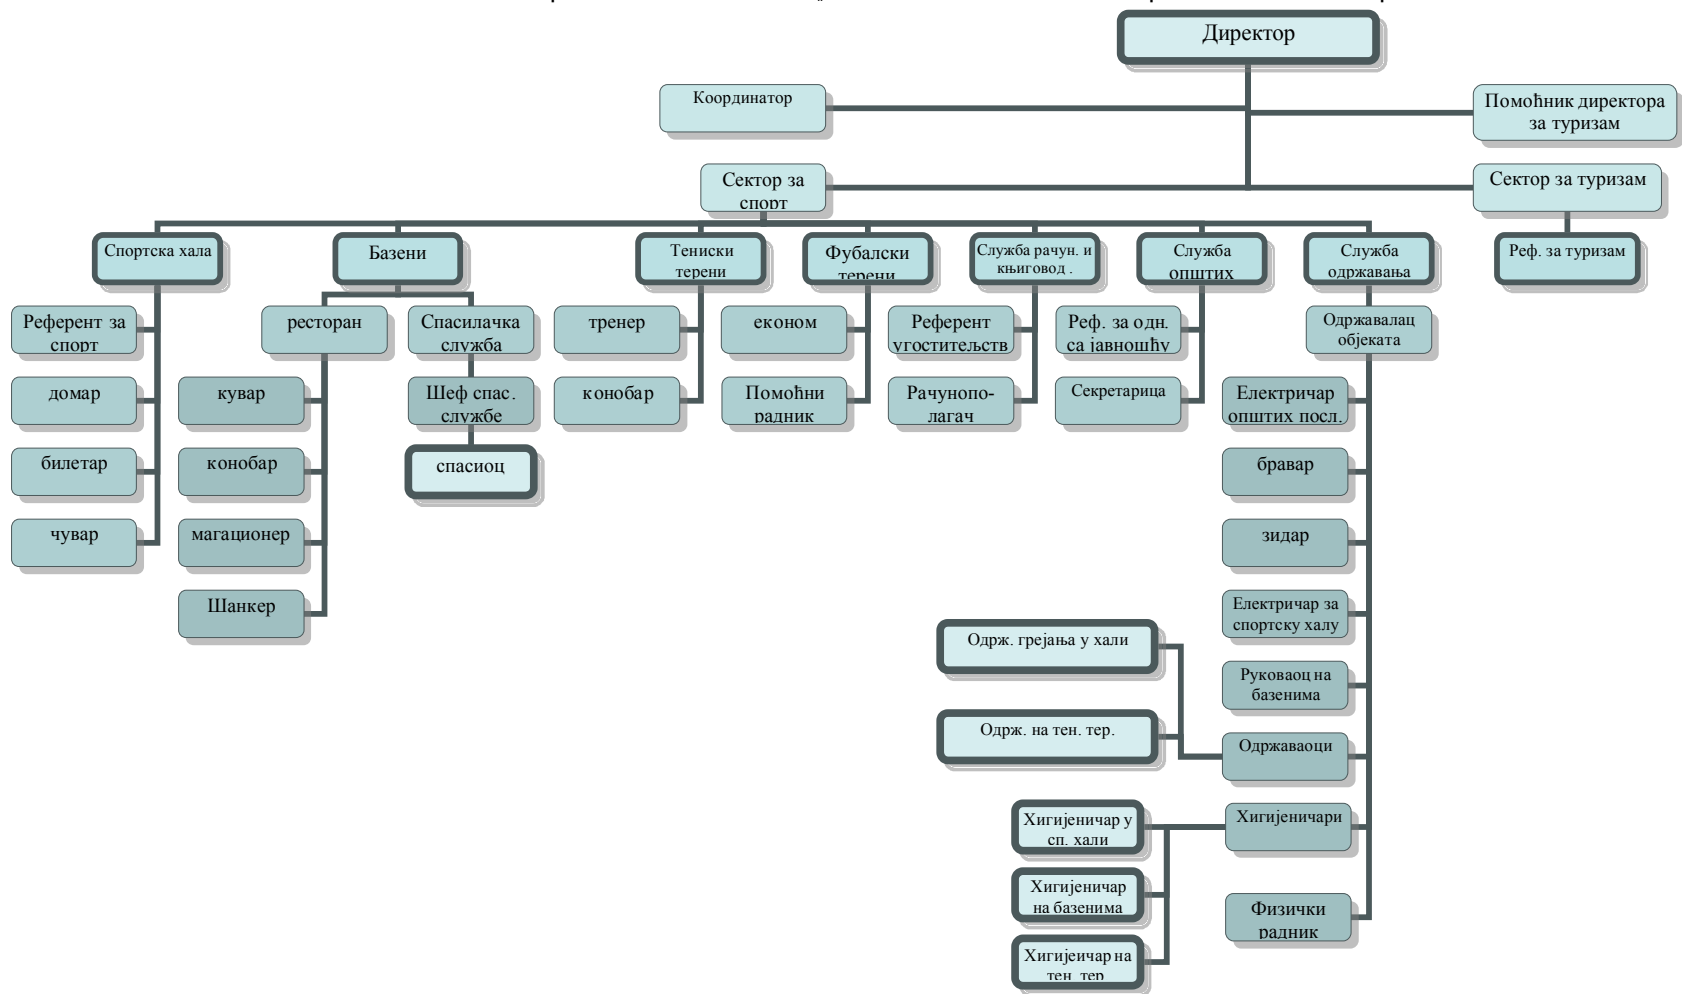 Директор
Координатор
Помоћник директора
за туризам
Сектор за
спорт
Сектор за туризам
Спортска хала
Базени
Тениски
терени
Фубалски
терени
Служба рачун. и
књиговод .
Служба
општих
Служба
одржавања
Реф. за туризам
Референт за
спорт
ресторан
Спасилачка
служба
тренер
економ
Референт
угоститељств
Реф. за одн.
са јавношћу
Одржавалац
објеката
домар
кувар
Шеф спас.
службе
конобар
Помоћни
радник
Рачунопо-
лагач
Секретарица
Електричар
општих посл.
билетар
конобар
спасиоц
бравар
чувар
магационер
зидар
Шанкер
Електричар за
спортску халу
Одрж. грејања у хали
Руковаоц на
базенима
Одрж. на тен. тер.
Одржаваоци
Хигијеничар у
сп. хали
Хигијеничари
Хигијеничар
на базенима
Физички
радник
Хигијеичар на
тен. тер